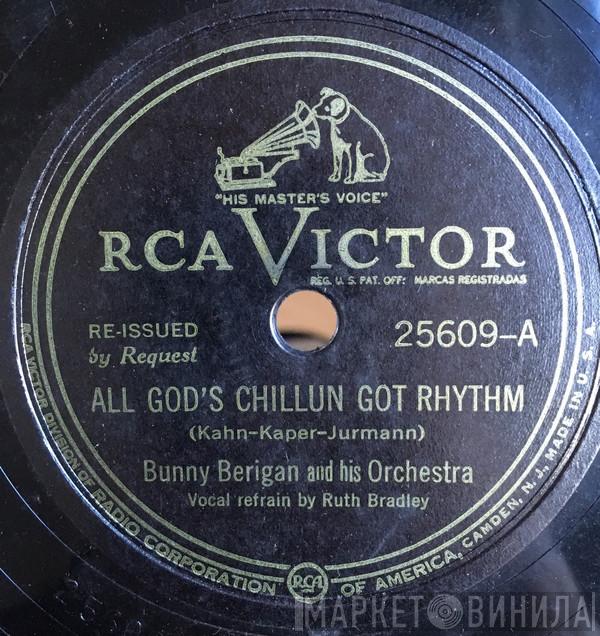 "HIS MASTER'S VOICE"
RCA VICTOR
REG. U. S. PAT. OFF. MARCAS REGISTRADAS
RE-ISSUED
by Request
25609-A
ALL GOD'S CHILLUN GOT RHYTHM
(Kahn-Kaper-Jurmann)
Bunny Berigan and his Orchestra
Vocal refrain by Ruth Bradley
RCA VICTOR DIVISION OF RADIO CORPORATION OF AMERICA, CAMDEN, N. J., MADE IN U. S. A.
RCA
МАРКЕТ ВИНИЛА